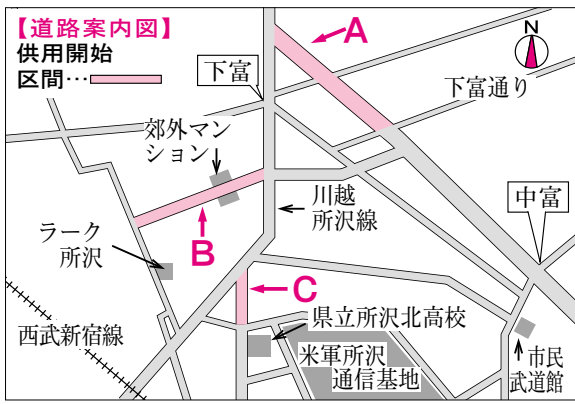 【道路案内図】
供用開始
区間…
A
N
下富
下富通り
郊外マン
ション
川越
所沢線
中富
ラーク
所沢
B
C
西武新宿線
県立所沢北高校
米軍所沢
通信基地
市民
武道館